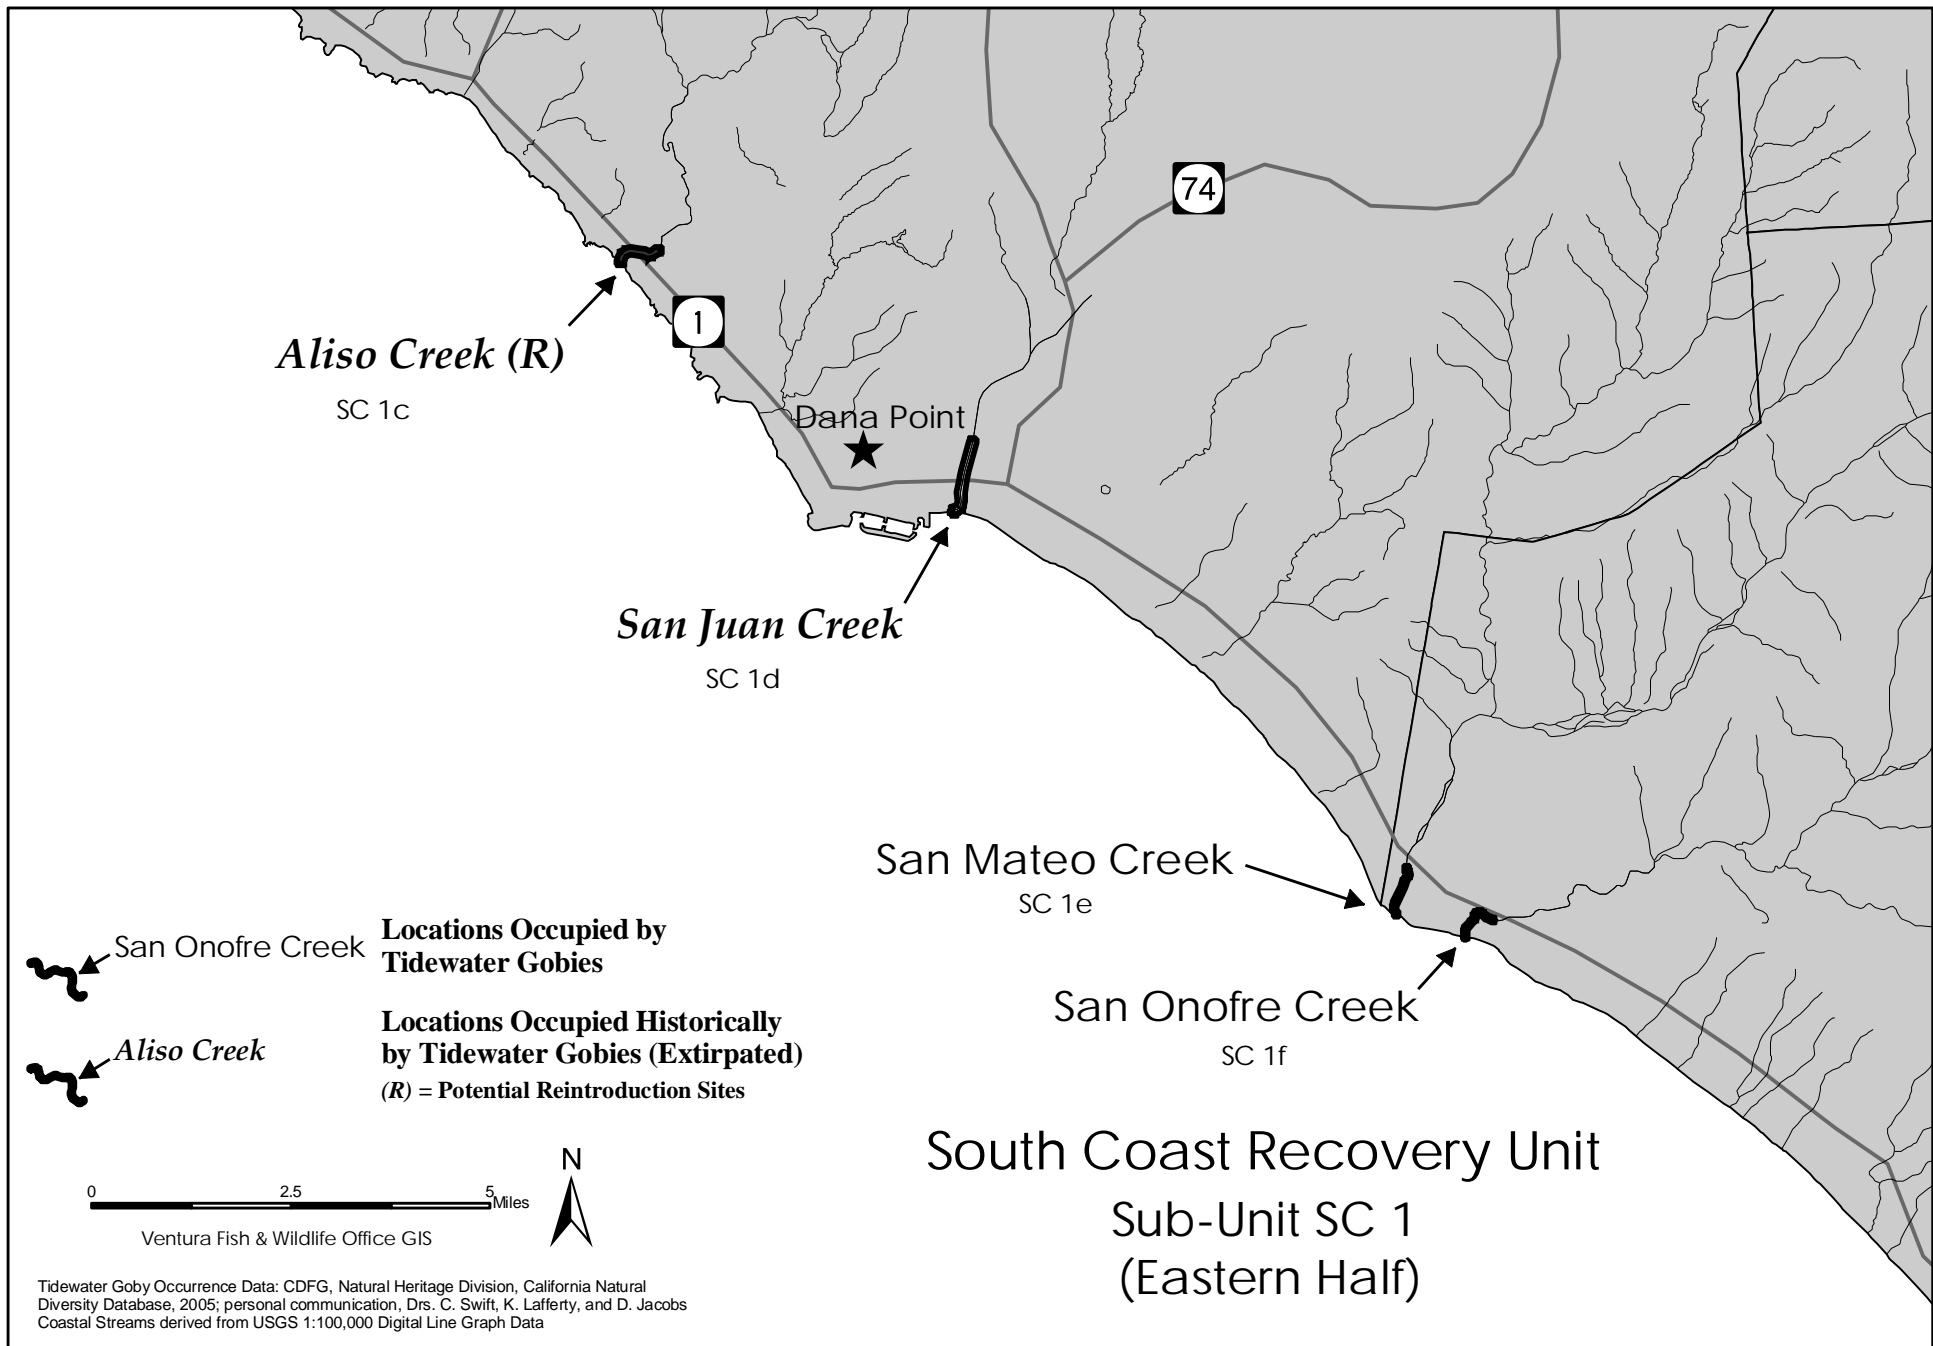 74
1
Aliso Creek (R)
SC 1c
Dana Point
San Juan Creek
SC 1d
San Mateo Creek
SC 1e
San Onofre Creek
SC 1f
San Onofre Creek
Locations Occupied by
Tidewater Gobies
Aliso Creek
Locations Occupied Historically
by Tidewater Gobies (Extirpated)
(R) = Potential Reintroduction Sites
0 2.5 5 Miles
N
Ventura Fish & Wildlife Office GIS
Tidewater Goby Occurrence Data: CDFG, Natural Heritage Division, California Natural
Diversity Database, 2005; personal communication, Drs. C. Swift, K. Lafferty, and D. Jacobs
Coastal Streams derived from USGS 1:100,000 Digital Line Graph Data
South Coast Recovery Unit
Sub-Unit SC 1
(Eastern Half)